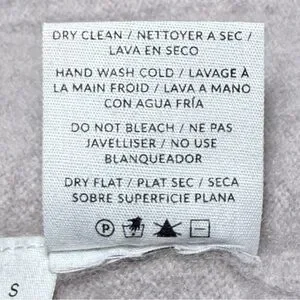 DRY CLEAN / NETTOYER A SEC /
LAVA EN SECO
HAND WASH COLD / LAVAGE À
LA MAIN FROID / LAVA A MANO
CON AGUA FRÍA
DO NOT BLEACH / NE PAS
JAVELLISER / NO USE
BLANQUEADOR
DRY FLAT / PLAT SEC / SECA
SOBRE SUPERFICIE PLANA
P
S